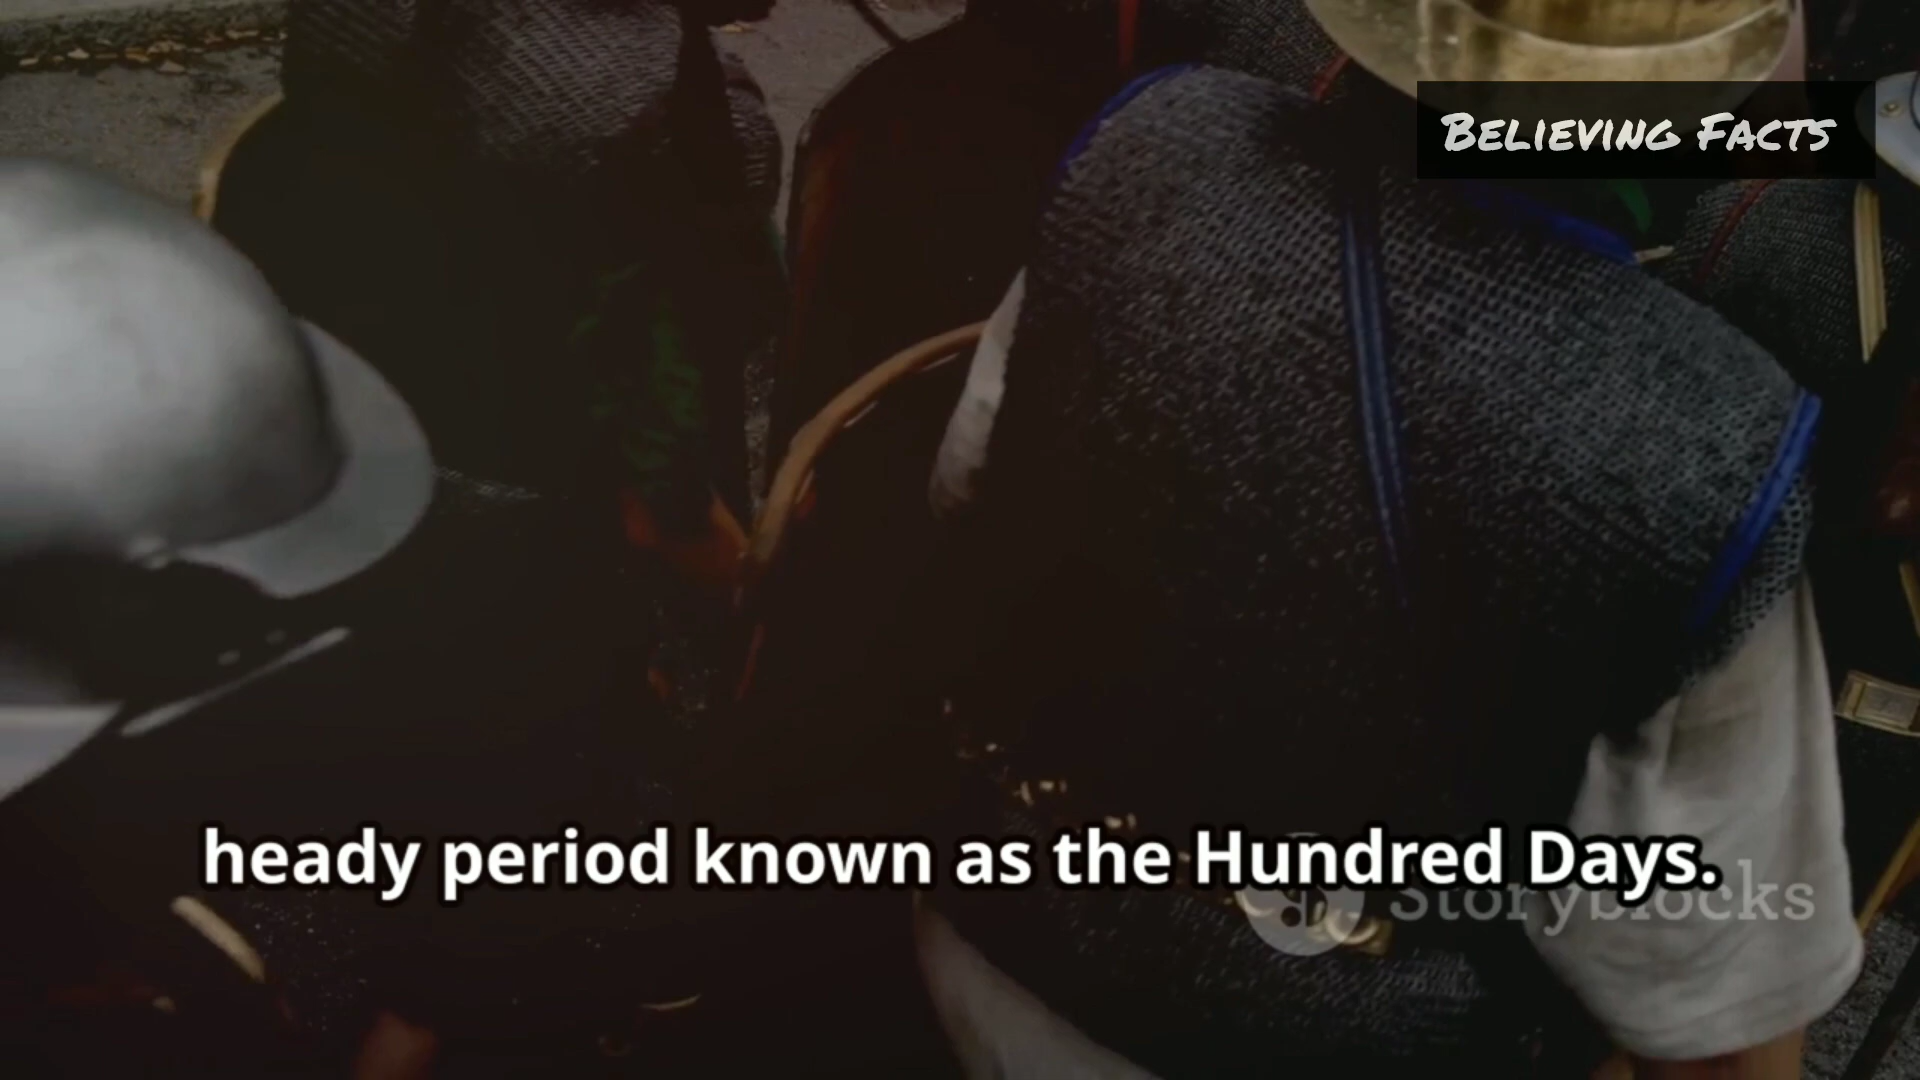 Believing Facts
heady period known as the Hundred Days.
Storyblocks